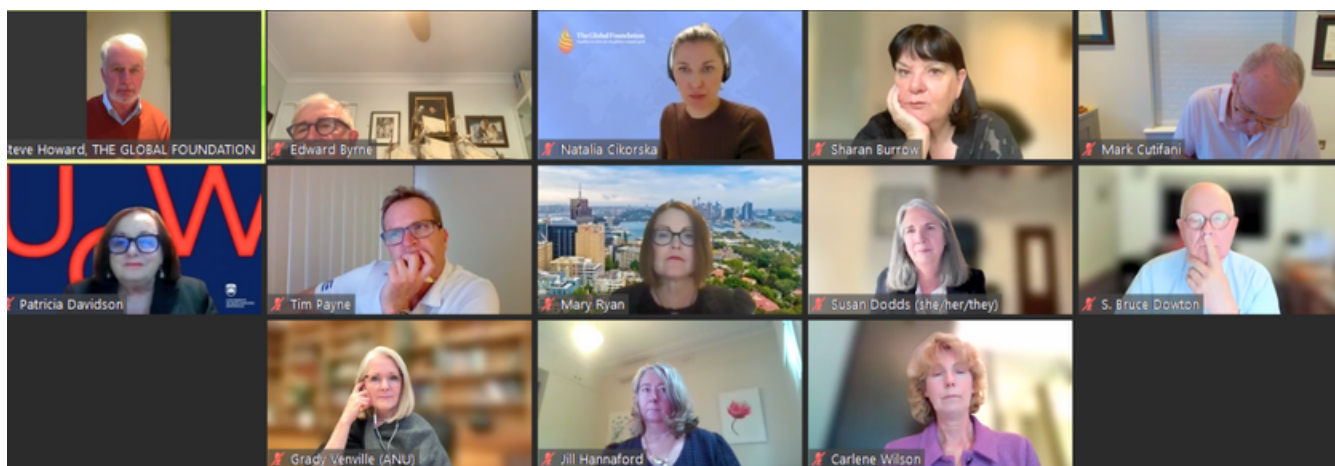 The Global Foundation
teve Howard, THE GLOBAL FOUNDATION
Edward Byrne
Natalia Cikorska
Sharan Burrow
Mark Cutifani
UOW
Patricia Davidson
Tim Payne
Mary Ryan
Susan Dodds (she/her/they)
S. Bruce Dowton
Grady Venville (ANU)
Jill Hannaford
Carlene Wilson